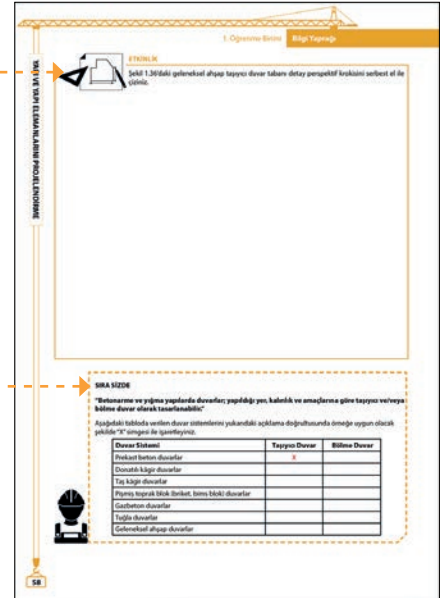 1. Öğrenme Birimi Bilgi Yaprağı
YAPI VE YAPI ELEMANLARINI PROJELENDİRME
ETKİNLİK
Şekil 1.36'daki geleneksel ahşap taşıyıcı duvar tabanı detay perspektif krokisini serbest el ile
çiziniz.
SIRA SİZDE
"Betonarme ve yığma yapılarda duvarlar; yapıldığı yer, kalınlık ve amaçlarına göre taşıyıcı ve/veya
bölme duvar olarak tasarlanabilir."
Aşağıdaki tabloda verilen duvar sistemlerini yukarıdaki açıklama doğrultusunda örneğe uygun olacak
şekilde "X" simgesi ile işaretleyiniz.
Duvar Sistemi Taşıyıcı Duvar Bölme Duvar
Prekast beton duvarlar X
Donatılı kâgir duvarlar
Taş kâgir duvarlar
Pişmiş toprak blok (briket, bims blok) duvarlar
Gazbeton duvarlar
Tuğla duvarlar
Geleneksel ahşap duvarlar
58